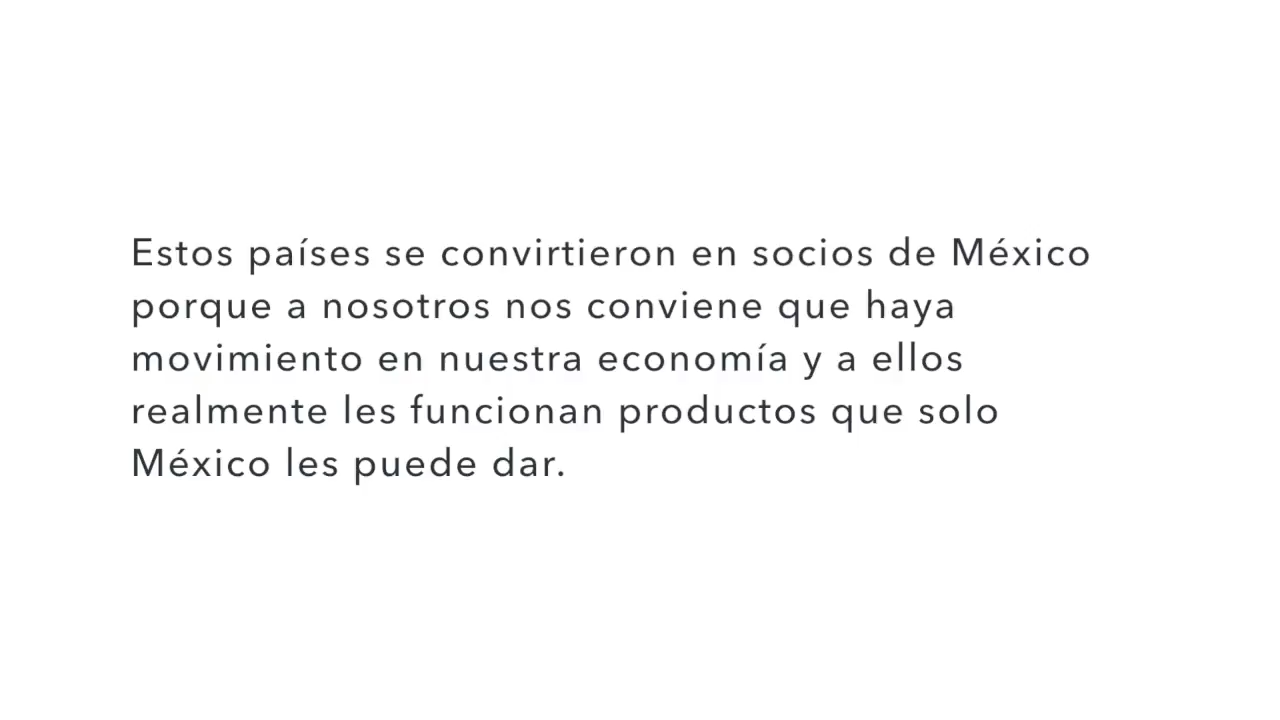 Estos países se convirtieron en socios de México
porque a nosotros nos conviene que haya
movimiento en nuestra economía y a ellos
realmente les funcionan productos que solo
México les puede dar.